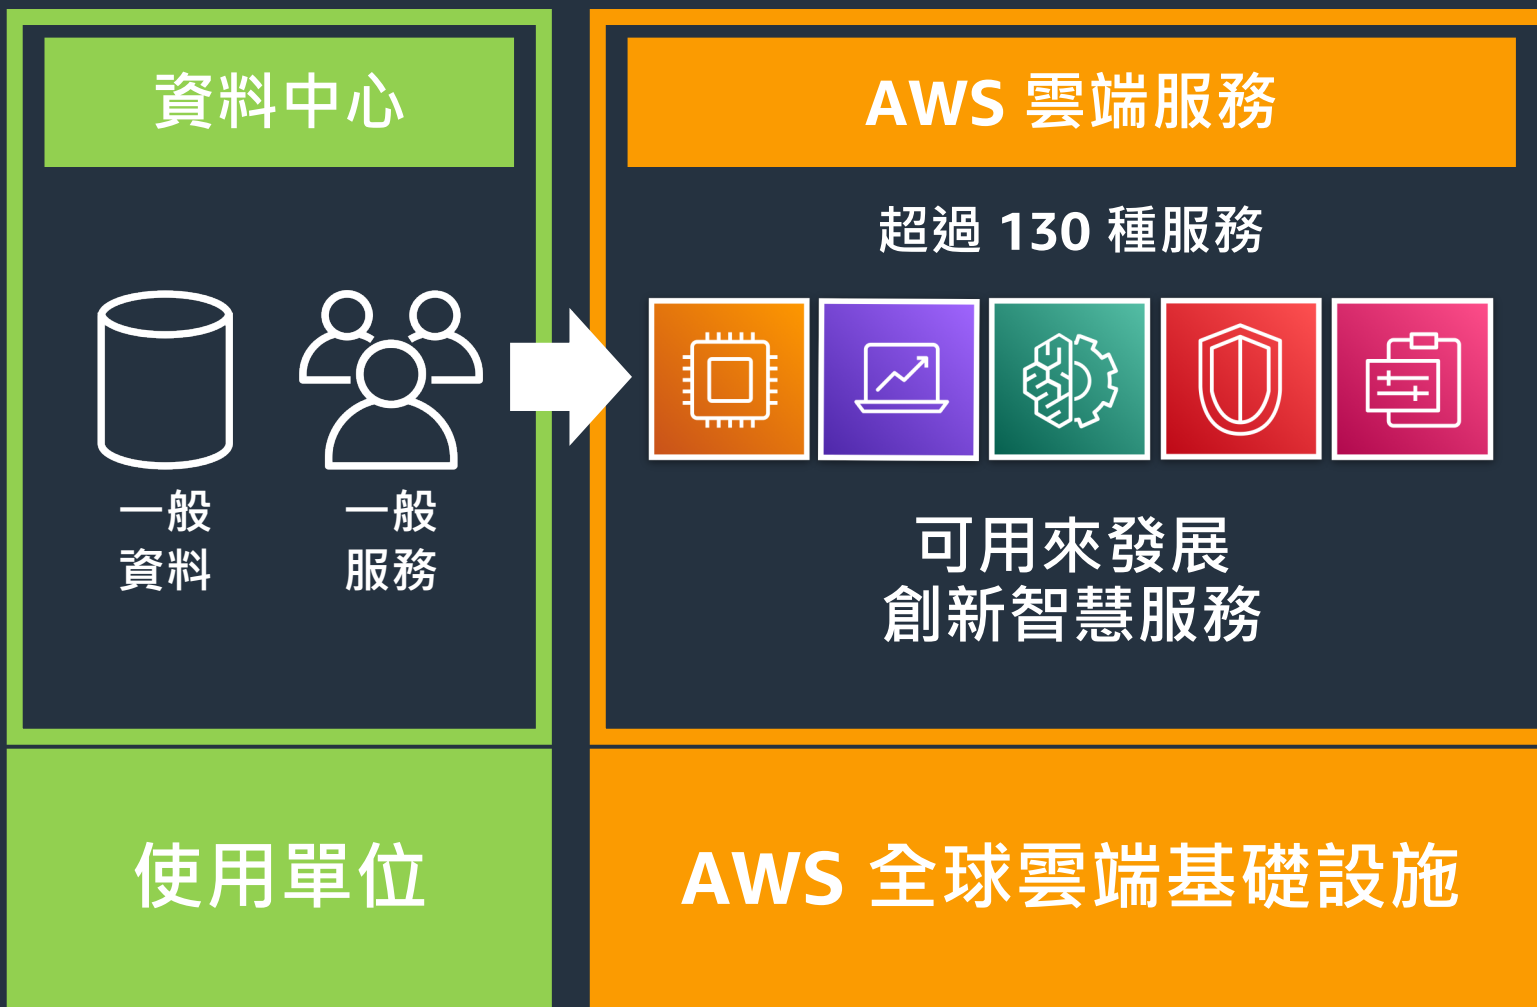 資料中心
一般
資料
一般
服務
使用單位
AWS 雲端服務
超過 130 種服務
可用來發展
創新智慧服務
AWS 全球雲端基礎設施